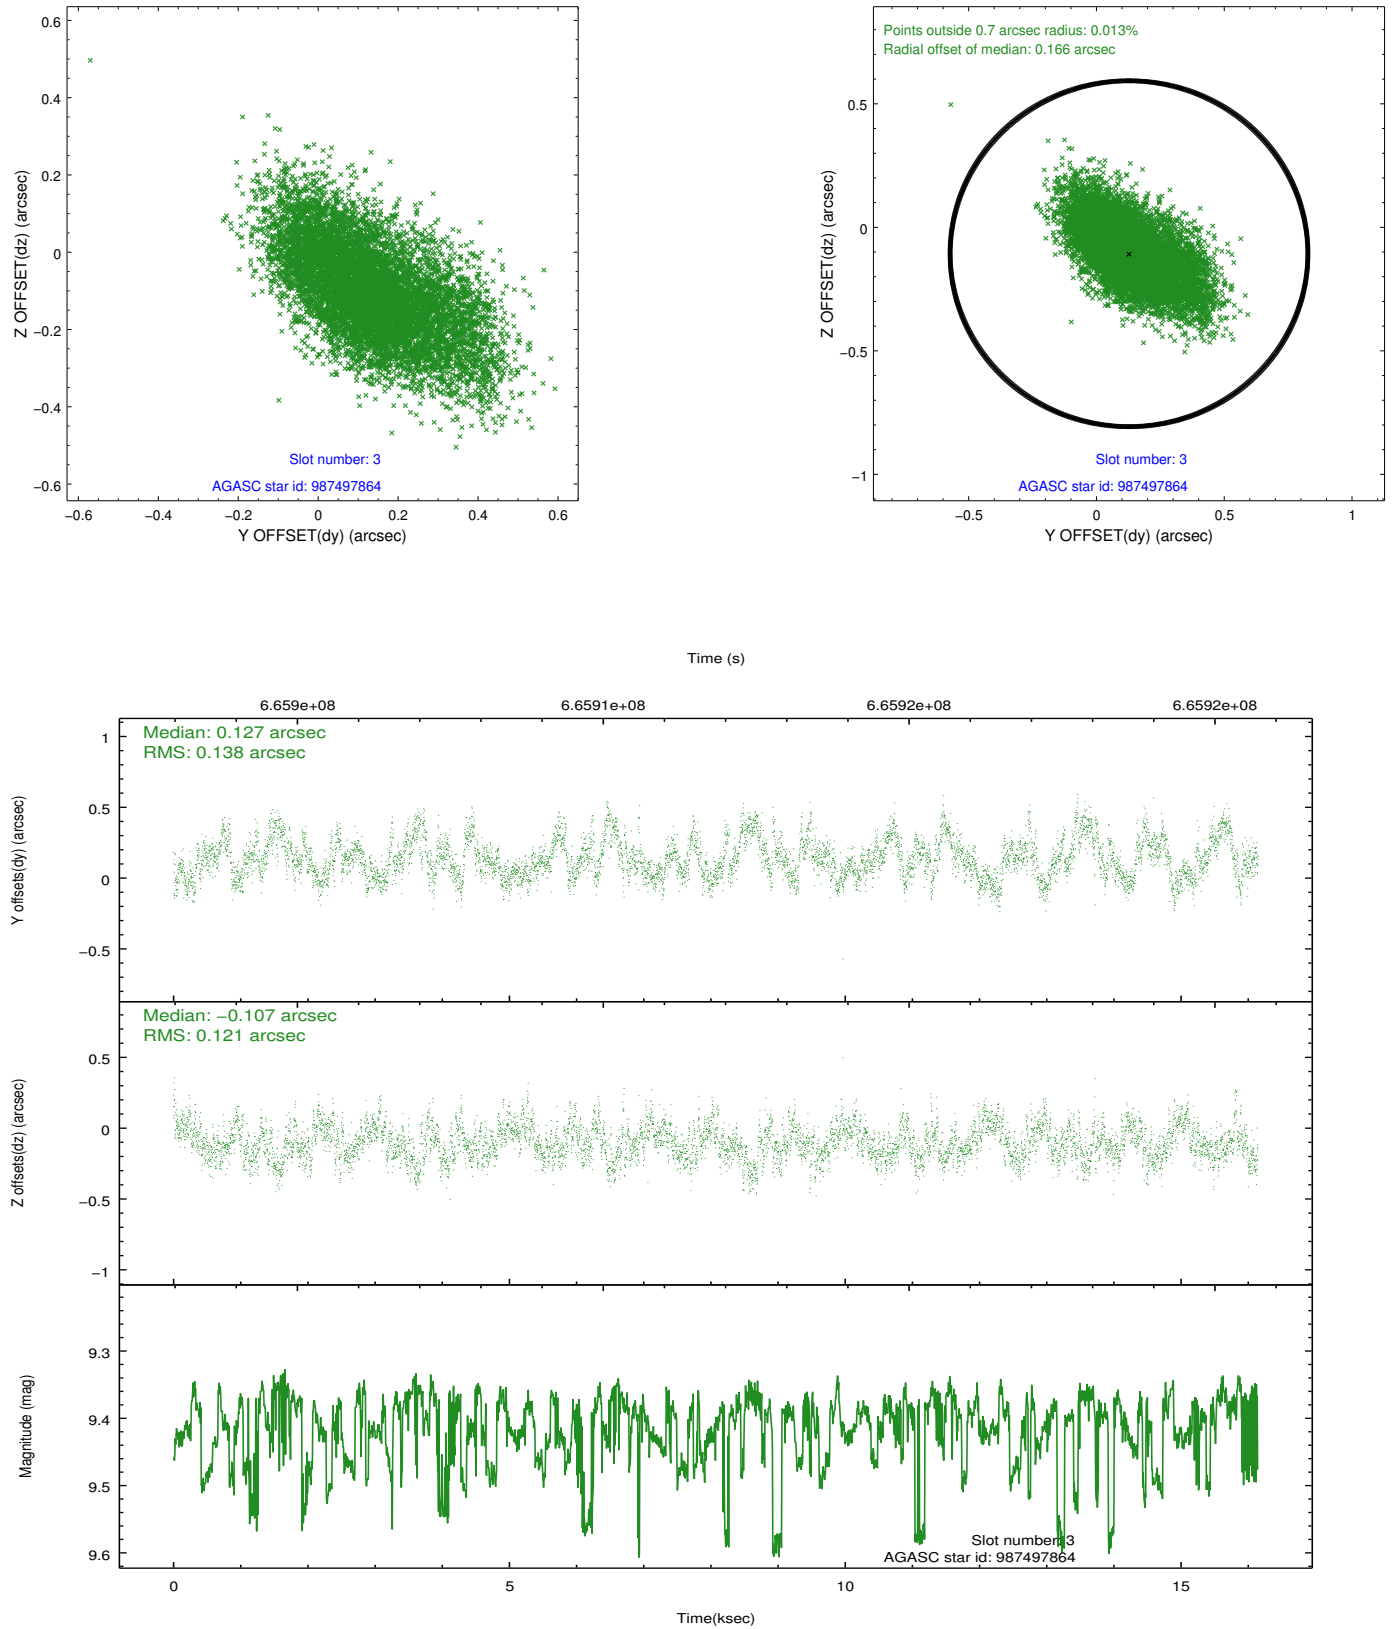 0.6
0.4
0.2
0
−0.2
−0.4
−0.6
Z OFFSET(dz) (arcsec)
Slot number: 3
AGASC star id: 987497864
−0.6 −0.4 −0.2 0 0.2 0.4 0.6
Y OFFSET(dy) (arcsec)
Points outside 0.7 arcsec radius: 0.013%
Radial offset of median: 0.166 arcsec
0.5
0
−0.5
−1
Z OFFSET(dz) (arcsec)
Slot number: 3
AGASC star id: 987497864
−0.5 0 0.5 1
Y OFFSET(dy) (arcsec)
Time (s)
6.659e+08 6.6591e+08 6.6592e+08 6.6592e+08
Median: 0.127 arcsec
RMS: 0.138 arcsec
1
0.5
0
−0.5
Y offsets(dy) (arcsec)
Median: −0.107 arcsec
RMS: 0.121 arcsec
0.5
0
−0.5
−1
Z offsets(dz) (arcsec)
9.3
9.4
9.5
9.6
Magnitude (mag)
Slot number: 3
AGASC star id: 987497864
0 5 10 15
Time(ksec)